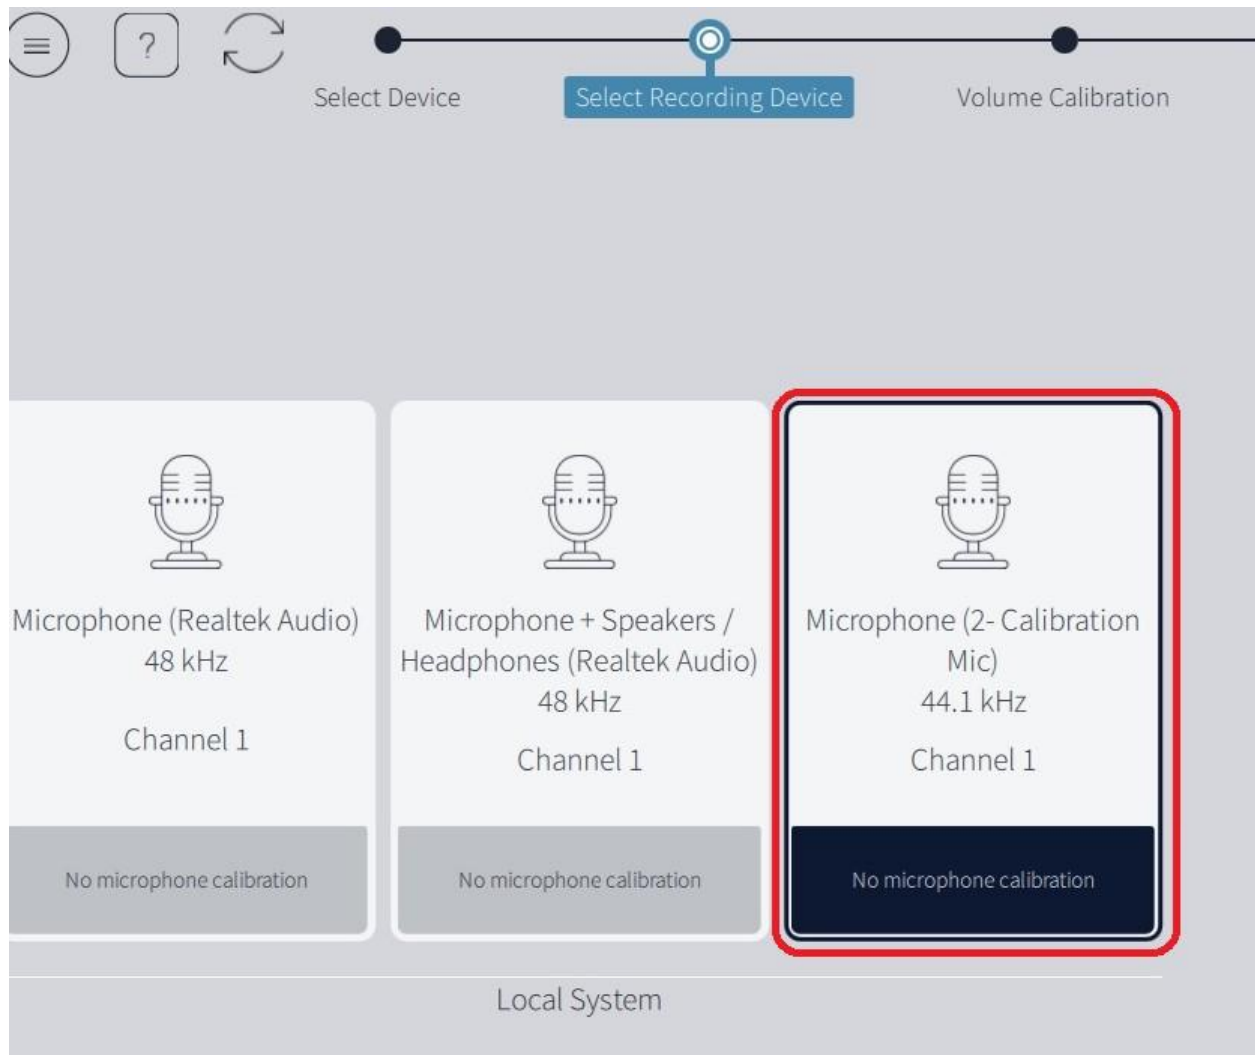 ?
Select Device
Select Recording Device
Volume Calibration
Microphone (Realtek Audio)
48 kHz
Channel 1
No microphone calibration
Microphone + Speakers /
Headphones (Realtek Audio)
48 kHz
Channel 1
No microphone calibration
Microphone (2- Calibration
Mic)
44.1 kHz
Channel 1
No microphone calibration
Local System